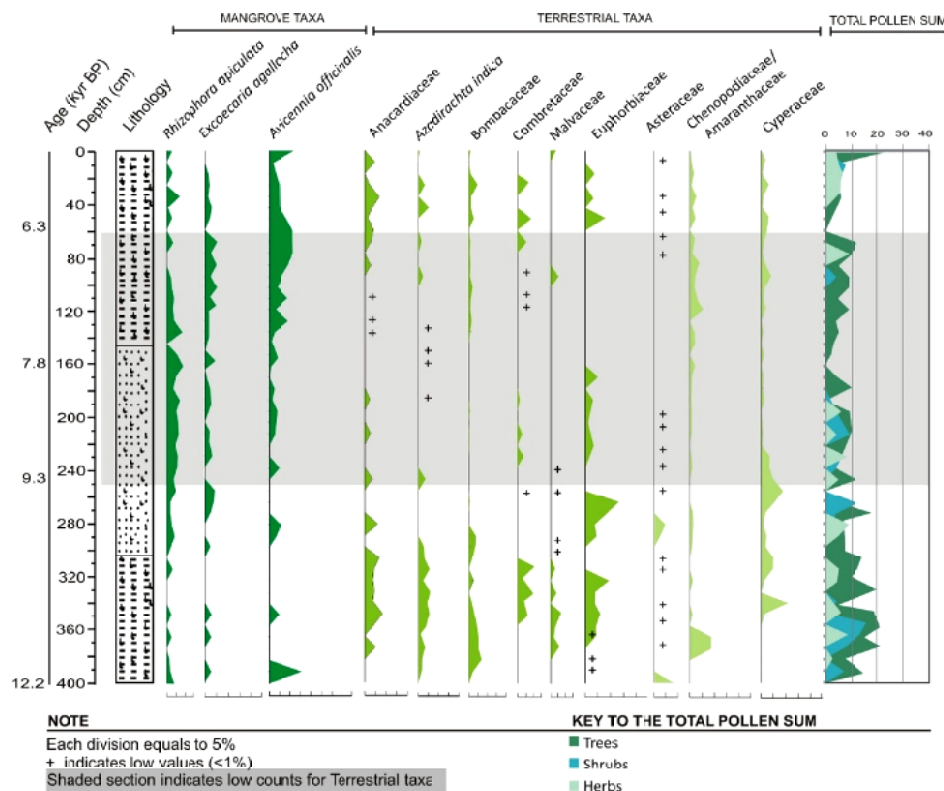 MANGROVE TAXA
TERRESTRIAL TAXA
TOTAL POLLEN SUM
Age (Kyr BP)
Depth (cm)
Lithology
Rhizophora apiculata
Excoecaria agallocha
Avicennia officinalis
Anacardiaceae
Azadirachta indica
Bombacaceae
Combretaceae
Malvaceae
Euphorbiaceae
Asteraceae
Chenopodiaceae/
Amaranthaceae
Cyperaceae
0 10 20 30 40
0
40
6.3
80
120
7.8 160
200
9.3 240
280
320
360
12.2 400
NOTE
Each division equals to 5%
+ indicates low values (<1%)
Shaded section indicates low counts for Terrestrial taxa
KEY TO THE TOTAL POLLEN SUM
Trees
Shrubs
Herbs